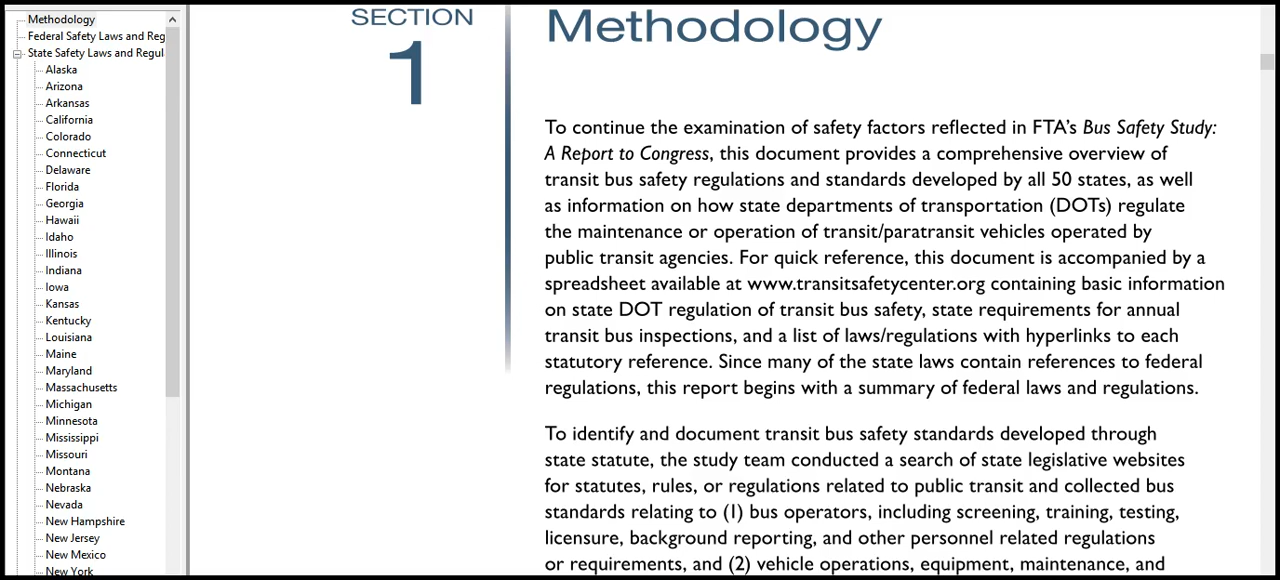 Methodology
Federal Safety Laws and Reg
State Safety Laws and Regul
Alaska
Arizona
Arkansas
California
Colorado
Connecticut
Delaware
Florida
Georgia
Hawaii
Idaho
Illinois
Indiana
Iowa
Kansas
Kentucky
Louisiana
Maine
Maryland
Massachusetts
Michigan
Minnesota
Mississippi
Missouri
Montana
Nebraska
Nevada
New Hampshire
New Jersey
New Mexico
New York
SECTION
1
Methodology
To continue the examination of safety factors reflected in FTA’s Bus Safety Study:
A Report to Congress, this document provides a comprehensive overview of
transit bus safety regulations and standards developed by all 50 states, as well
as information on how state departments of transportation (DOTs) regulate
the maintenance or operation of transit/paratransit vehicles operated by
public transit agencies. For quick reference, this document is accompanied by a
spreadsheet available at www.transitsafetycenter.org containing basic information
on state DOT regulation of transit bus safety, state requirements for annual
transit bus inspections, and a list of laws/regulations with hyperlinks to each
statutory reference. Since many of the state laws contain references to federal
regulations, this report begins with a summary of federal laws and regulations.
To identify and document transit bus safety standards developed through
state statute, the study team conducted a search of state legislative websites
for statutes, rules, or regulations related to public transit and collected bus
standards relating to (1) bus operators, including screening, training, testing,
licensure, background reporting, and other personnel related regulations
or requirements, and (2) vehicle operations, equipment, maintenance, and